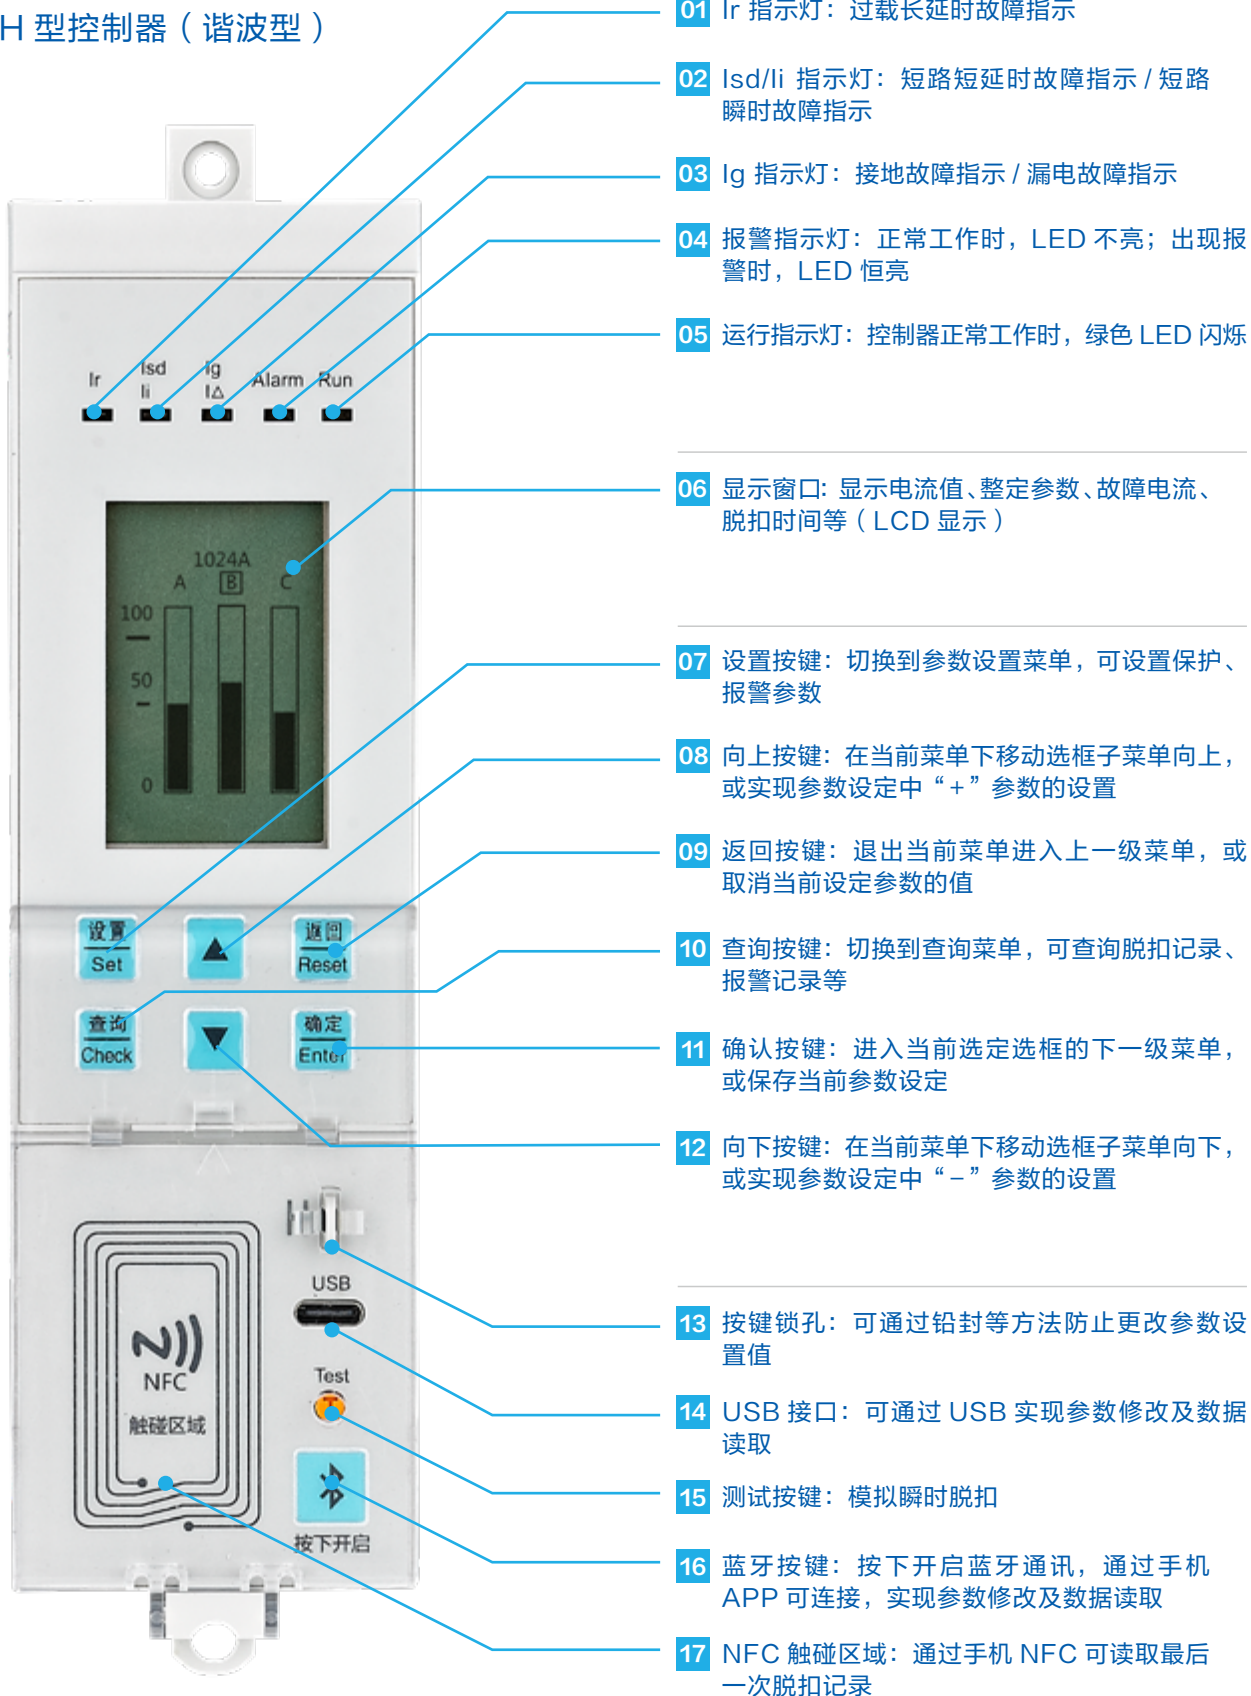 H 型控制器（谐波型）
01 Ir 指示灯：过载长延时故障指示
02 Isd/Ii 指示灯：短路短延时故障指示 / 短路
瞬时故障指示
03 Ig 指示灯：接地故障指示 / 漏电故障指示
04 报警指示灯：正常工作时，LED 不亮；出现报
警时，LED 恒亮
05 运行指示灯：控制器正常工作时，绿色 LED 闪烁
06 显示窗口：显示电流值、整定参数、故障电流、
脱扣时间等（LCD 显示）
07 设置按键：切换到参数设置菜单，可设置保护、
报警参数
08 向上按键：在当前菜单下移动选框子菜单向上，
或实现参数设定中“+”参数的设置
09 返回按键：退出当前菜单进入上一级菜单，或
取消当前设定参数的值
10 查询按键：切换到查询菜单，可查询脱扣记录、
报警记录等
11 确认按键：进入当前选定选框的下一级菜单，
或保存当前参数设定
12 向下按键：在当前菜单下移动选框子菜单向下，
或实现参数设定中“-”参数的设置
13 按键锁孔：可通过铅封等方法防止更改参数设
置值
14 USB 接口：可通过 USB 实现参数修改及数据
读取
15 测试按键：模拟瞬时脱扣
16 蓝牙按键：按下开启蓝牙通讯，通过手机
APP 可连接，实现参数修改及数据读取
17 NFC 触碰区域：通过手机 NFC 可读取最后
一次脱扣记录
Ir Isd Ig Alarm Run
Ii I△
1024A
A B C
100
50
0
设置 ▲ 返回
Set Reset
查询 ▼ 确定
Check Enter
USB
NFC
Test
触碰区域
按下开启